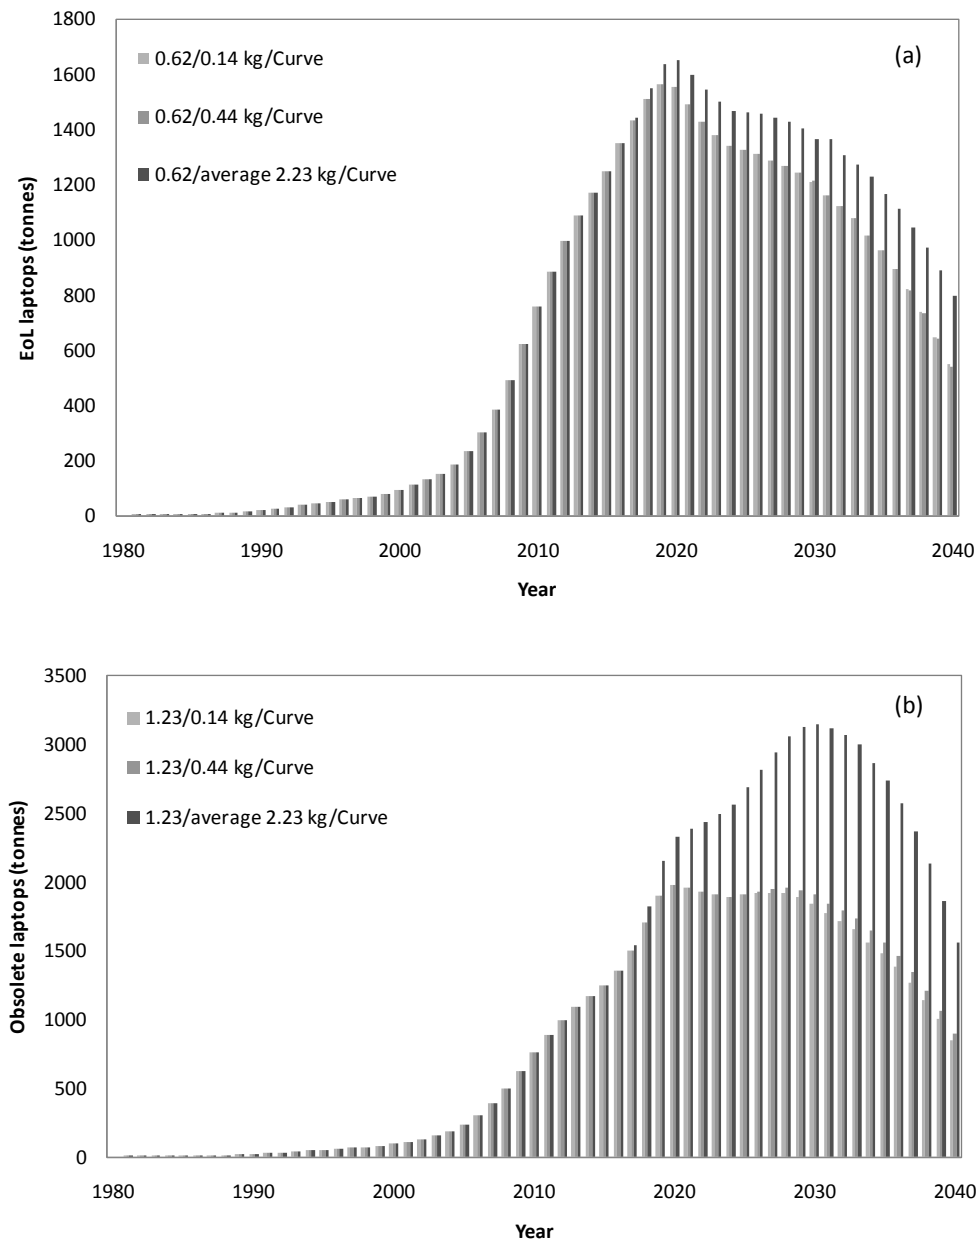 1800
1600
1400
1200
1000
800
600
400
200
0
EoL laptops (tonnes)
0.62/0.14 kg/Curve
0.62/0.44 kg/Curve
0.62/average 2.23 kg/Curve
(a)
1980 1990 2000 2010 2020 2030 2040
Year
3500
3000
2500
2000
1500
1000
500
0
Obsolete laptops (tonnes)
1.23/0.14 kg/Curve
1.23/0.44 kg/Curve
1.23/average 2.23 kg/Curve
(b)
1980 1990 2000 2010 2020 2030 2040
Year